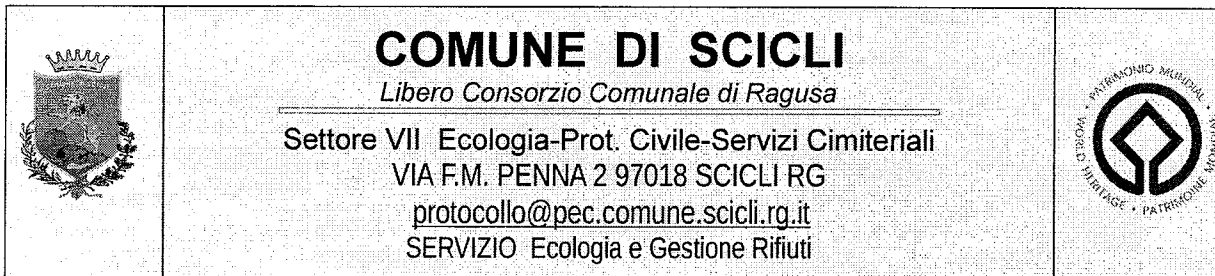 COMUNE DI SCICLI
Libero Consorzio Comunale di Ragusa
Settore VII Ecologia-Prot. Civile-Servizi Cimiteriali
VIA F.M. PENNA 2 97018 SCICLI RG
protocollo@pec.comune.scicli.rg.it
SERVIZIO Ecologia e Gestione Rifiuti
• PATRIMONIO MUNDIAL •
WORLD HERITAGE • PATRIMOINE MONDIAL